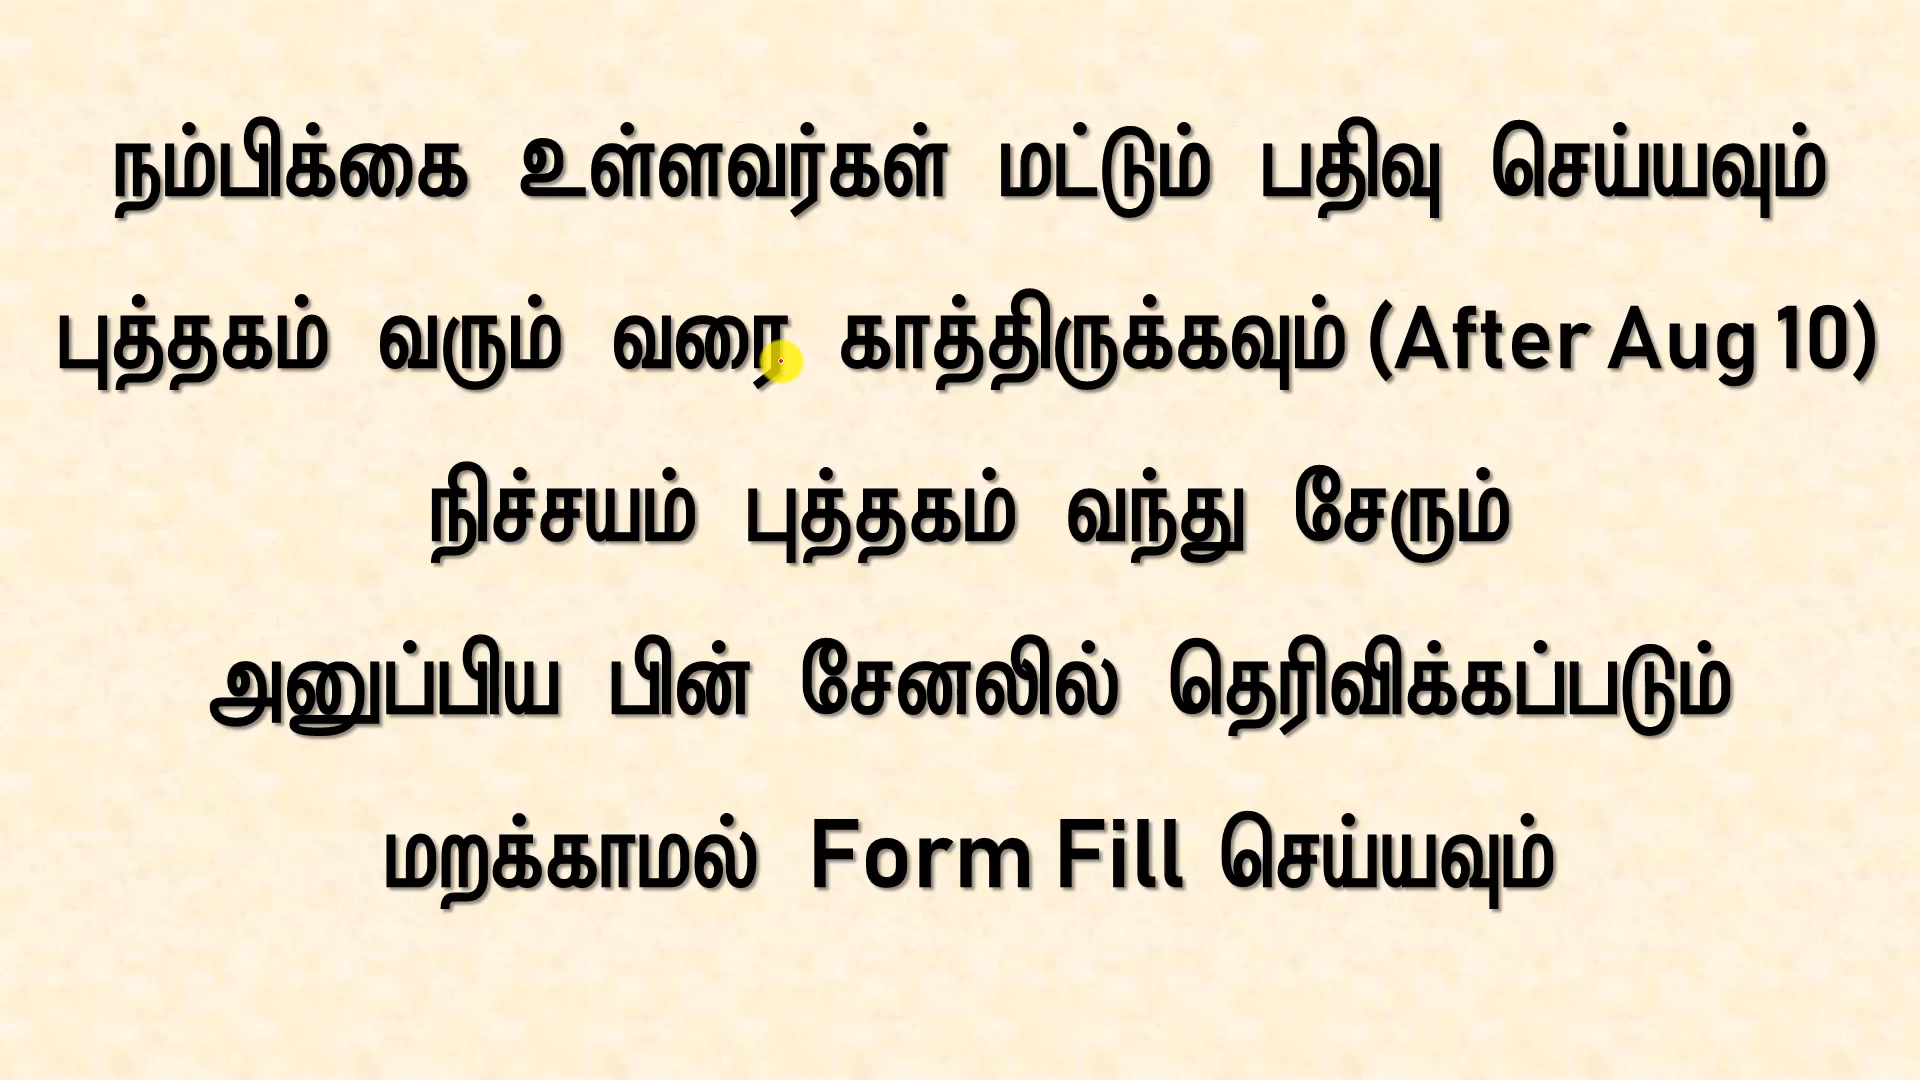 நம்பிக்கை உள்ளவர்கள் மட்டும் பதிவு செய்யவும்
புத்தகம் வரும் வரை காத்திருக்கவும் (After Aug 10)
நிச்சயம் புத்தகம் வந்து சேரும்
அனுப்பிய பின் சேனலில் தெரிவிக்கப்படும்
மறக்காமல் Form Fill செய்யவும்